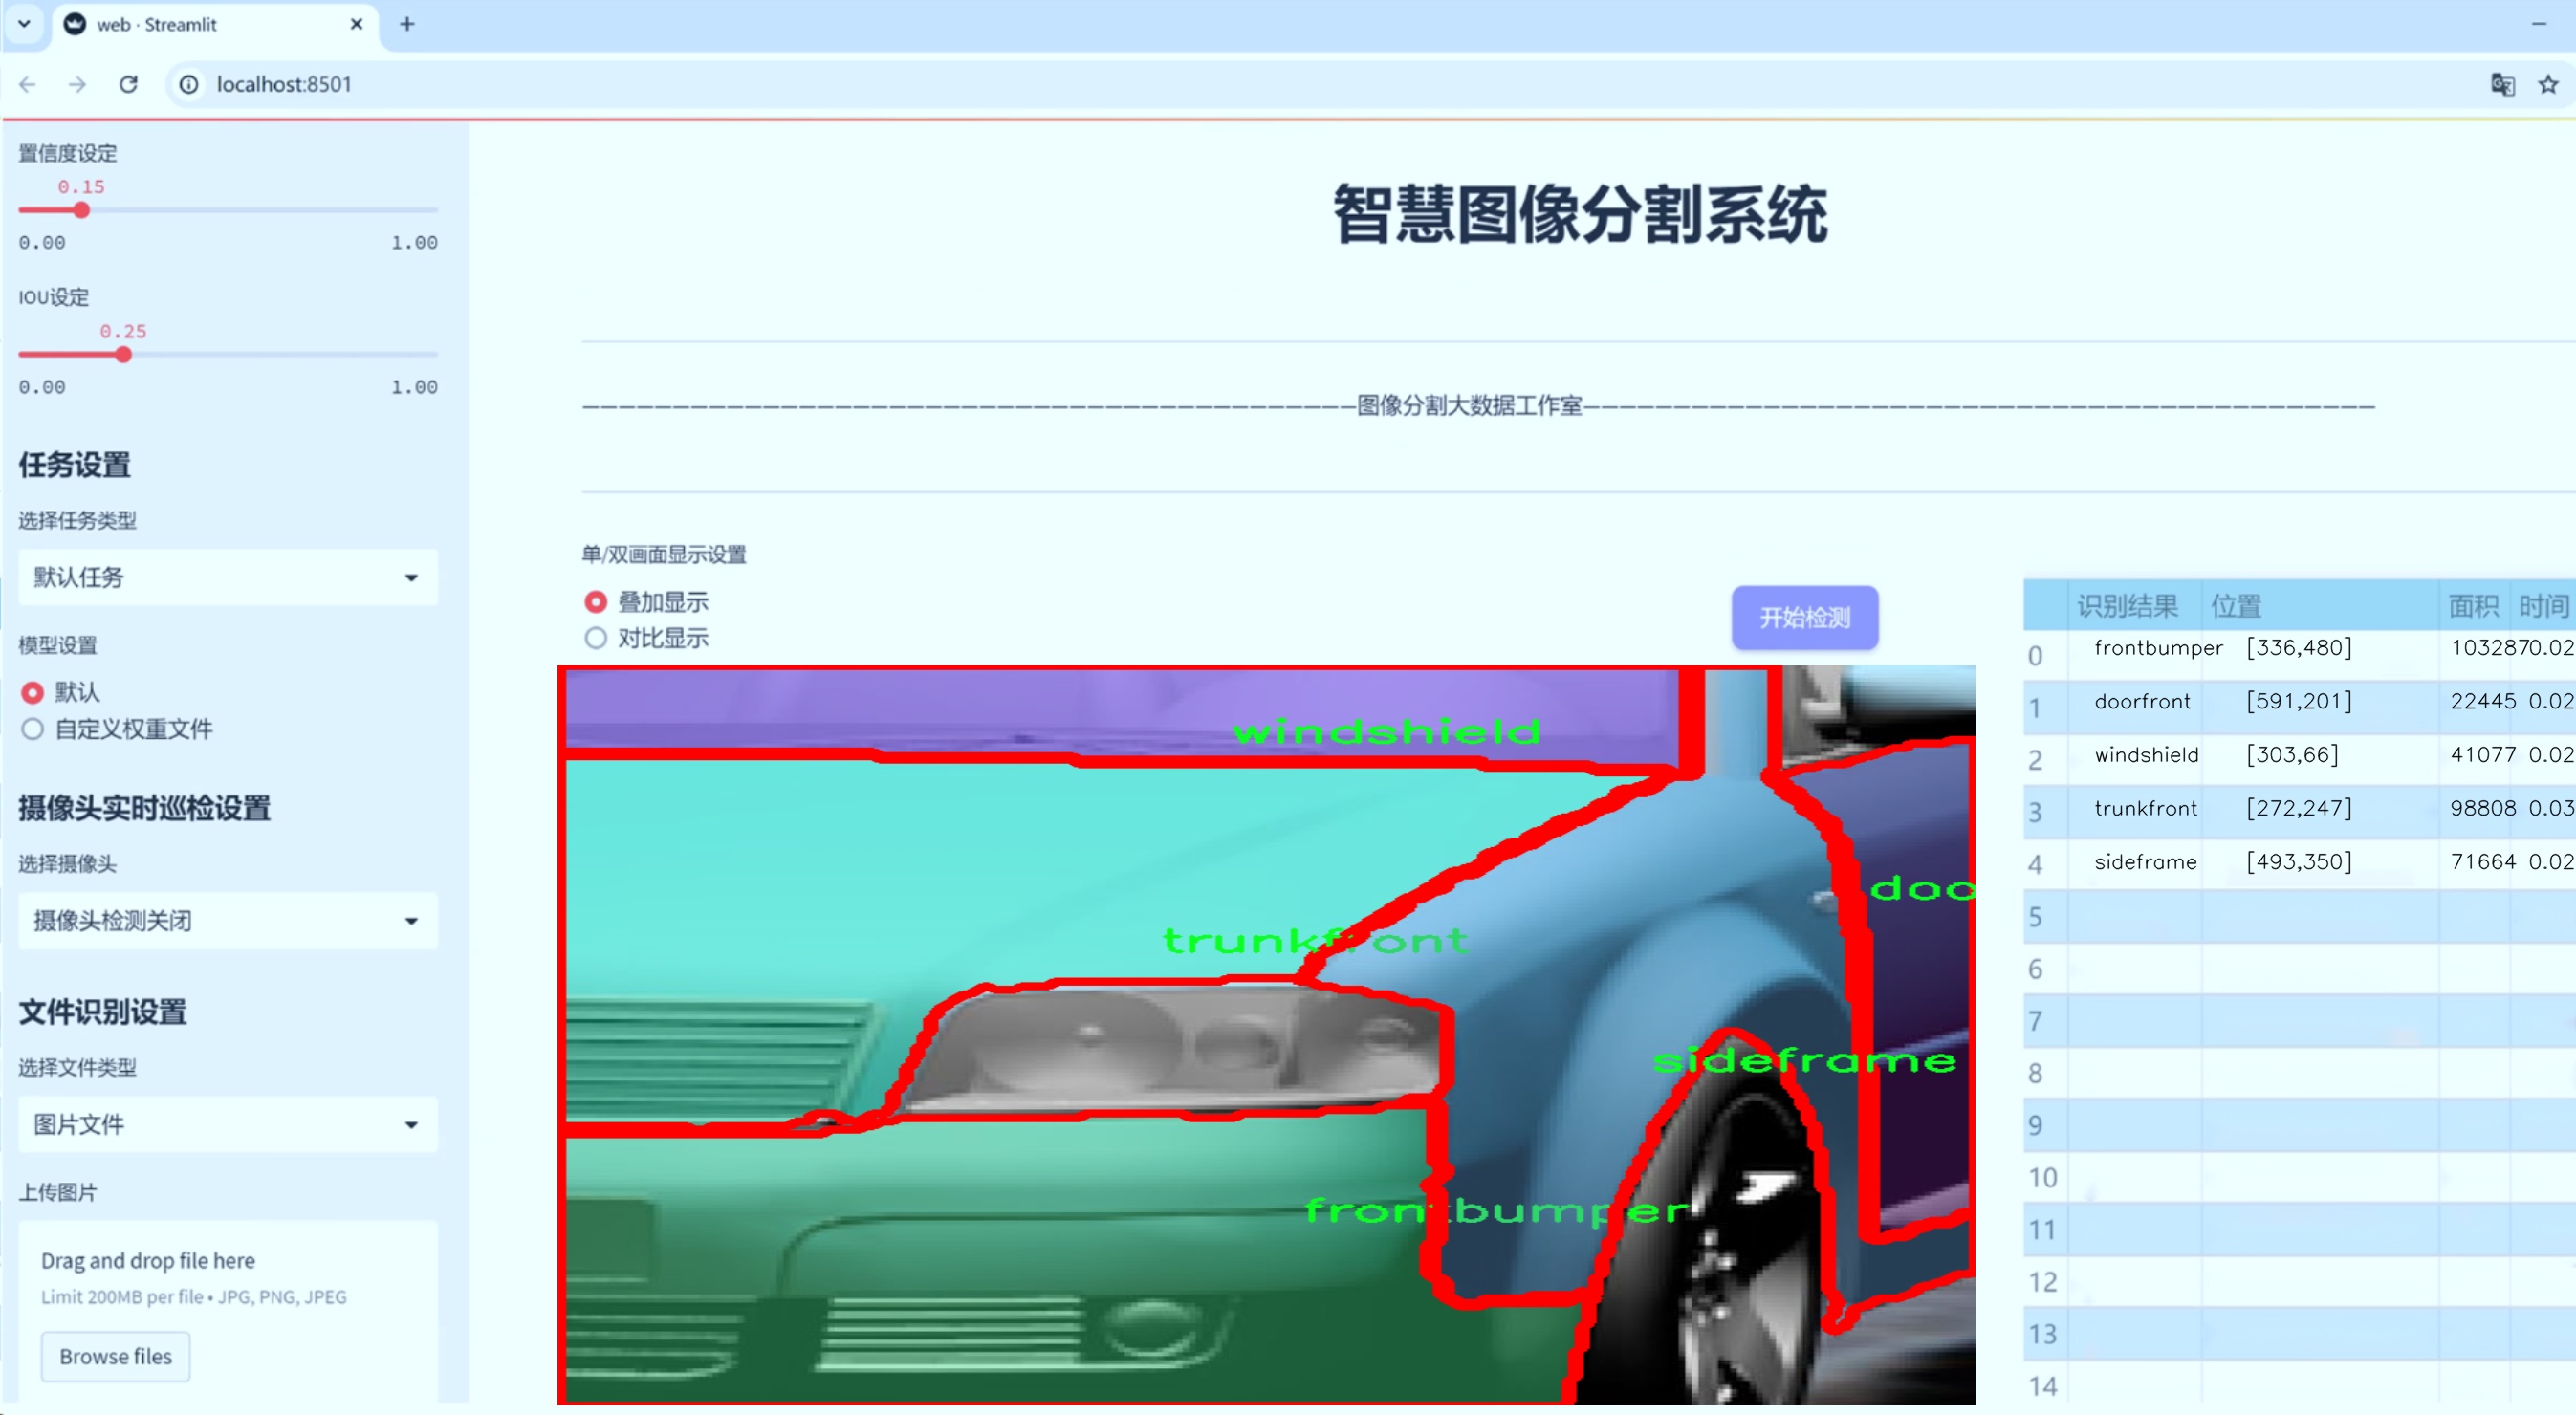 web · Streamlit
localhost:8501
置信度设定
0.15
0.00 1.00
IOU设定
0.25
0.00 1.00
任务设置
选择任务类型
默认任务
模型设置
默认
自定义权重文件
摄像头实时巡检设置
选择摄像头
摄像头检测关闭
文件识别设置
选择文件类型
图片文件
上传图片
Drag and drop file here
Limit 200MB per file • JPG, PNG, JPEG
Browse files
智慧图像分割系统
图像分割大数据工作室
单/双画面显示设置
叠加显示
对比显示
开始检测
windshield
doo
trunkfront
sideframe
frontbumper
识别结果 位置 面积 时间
0 frontbumper [336,480] 103287 0.02
1 doorfront [591,201] 22445 0.02
2 windshield [303,66] 41077 0.02
3 trunkfront [272,247] 98808 0.03
4 sideframe [493,350] 71664 0.02
5
6
7
8
9
10
11
12
13
14